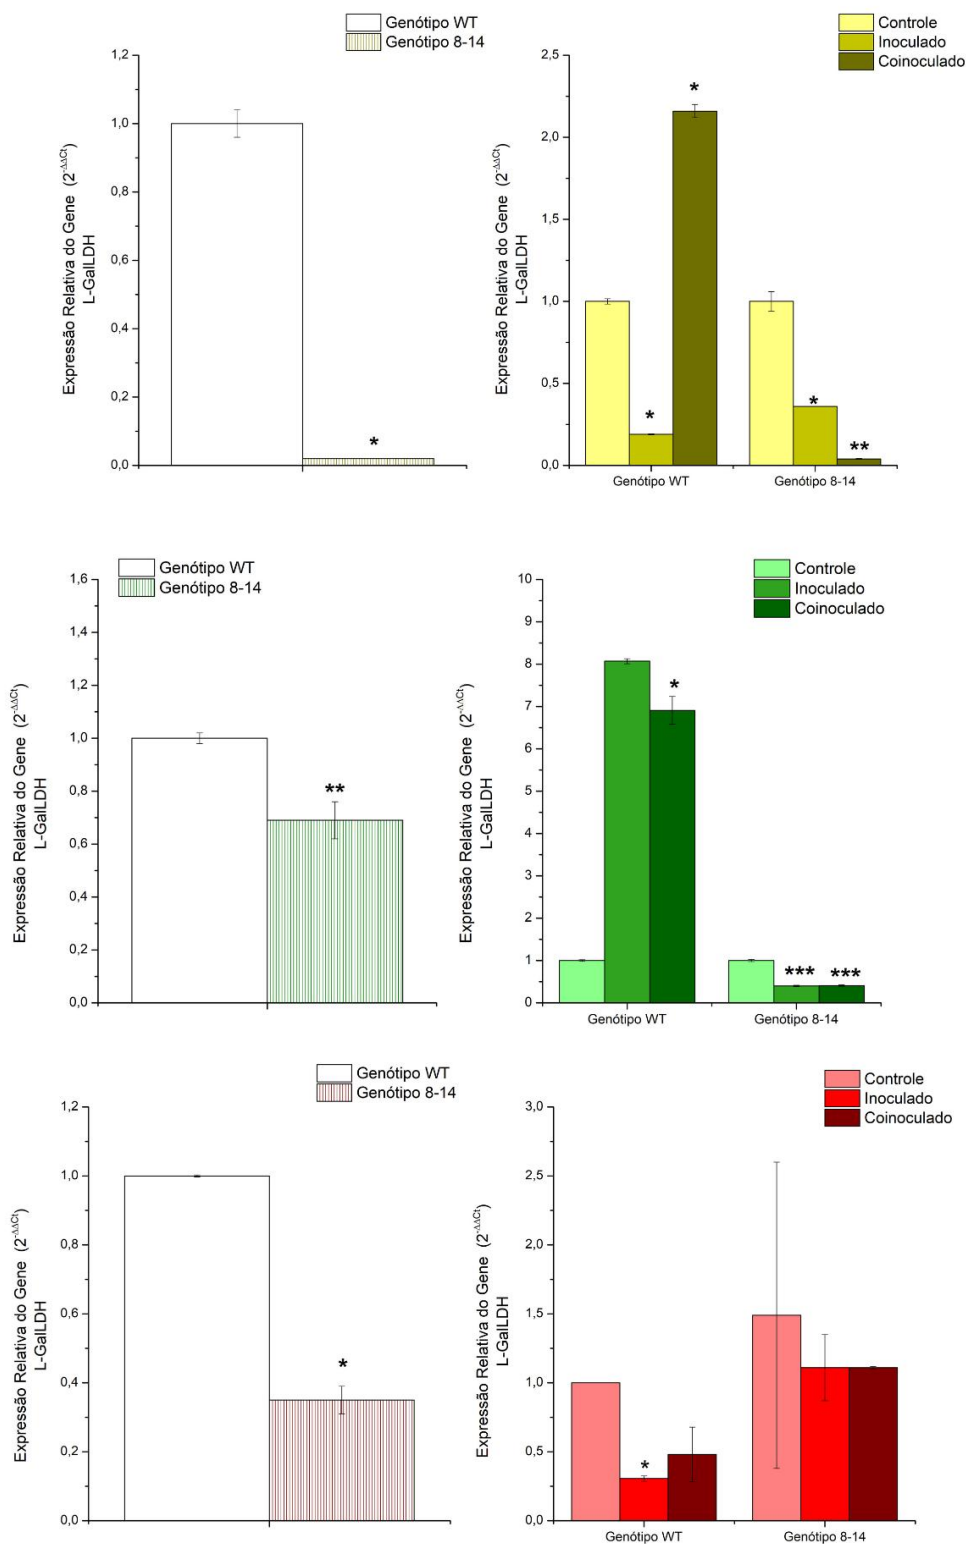 Genótipo WT
Genótipo 8-14
1,2
1,0
0,8
0,6
0,4
0,2
0,0
Expressão Relativa do Gene (2^-ΔΔCt)
L-GalLDH
*
Controle
Inoculado
Coinoculado
2,5
2,0
1,5
1,0
0,5
0,0
Expressão Relativa do Gene (2^-ΔΔCt)
L-GalLDH
*
*
*
**
Genótipo WT
Genótipo 8-14
Genótipo WT
Genótipo 8-14
1,6
1,4
1,2
1,0
0,8
0,6
0,4
0,2
0,0
Expressão Relativa do Gene (2^-ΔΔCt)
L-GalLDH
**
Controle
Inoculado
Coinoculado
10
9
8
7
6
5
4
3
2
1
0
Expressão Relativa do Gene (2^-ΔΔCt)
L-GalLDH
*
***
***
Genótipo WT
Genótipo 8-14
Genótipo WT
Genótipo 8-14
1,2
1,0
0,8
0,6
0,4
0,2
0,0
Expressão Relativa do Gene (2^-ΔΔCt)
L-GalLDH
*
Controle
Inoculado
Coinoculado
3,0
2,5
2,0
1,5
1,0
0,5
0,0
Expressão Relativa do Gene (2^-ΔΔCt)
L-GalLDH
*
Genótipo WT
Genótipo 8-14